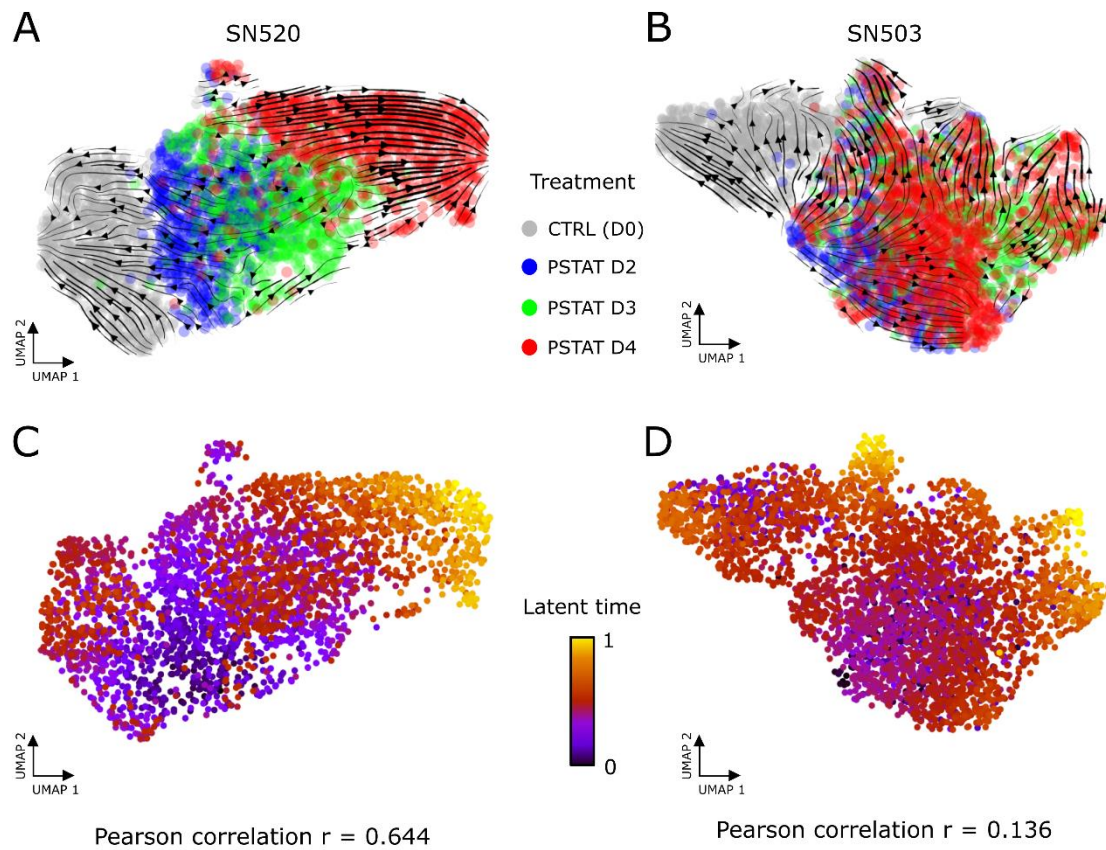 A
SN520
B
SN503
Treatment
CTRL (D0)
PSTAT D2
PSTAT D3
PSTAT D4
UMAP 2
UMAP 1
UMAP 2
UMAP 1
C
D
Latent time
1
0
UMAP 2
UMAP 1
UMAP 2
UMAP 1
Pearson correlation r = 0.644
Pearson correlation r = 0.136